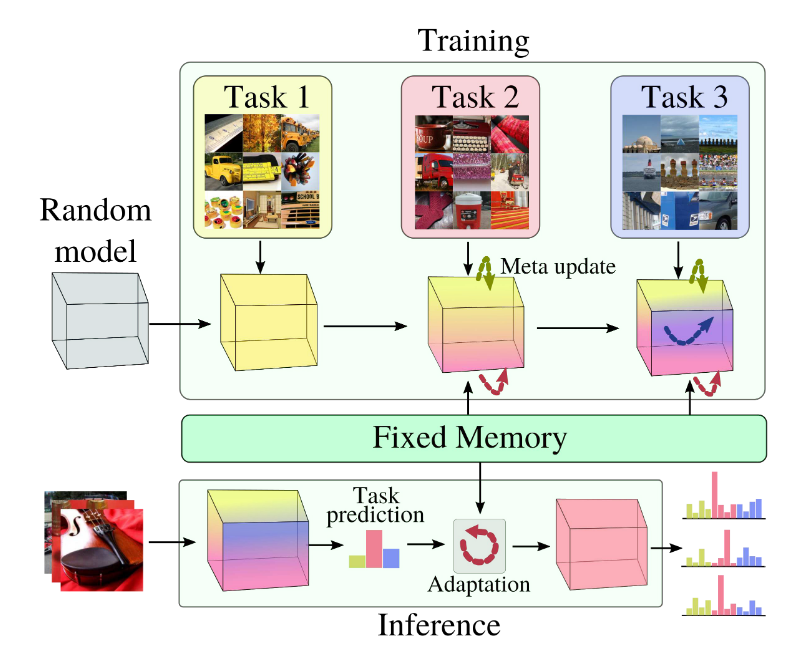 Training
Task 1
Task 2
Task 3
Random
model
Meta update
Fixed Memory
Task
prediction
Adaptation
Inference